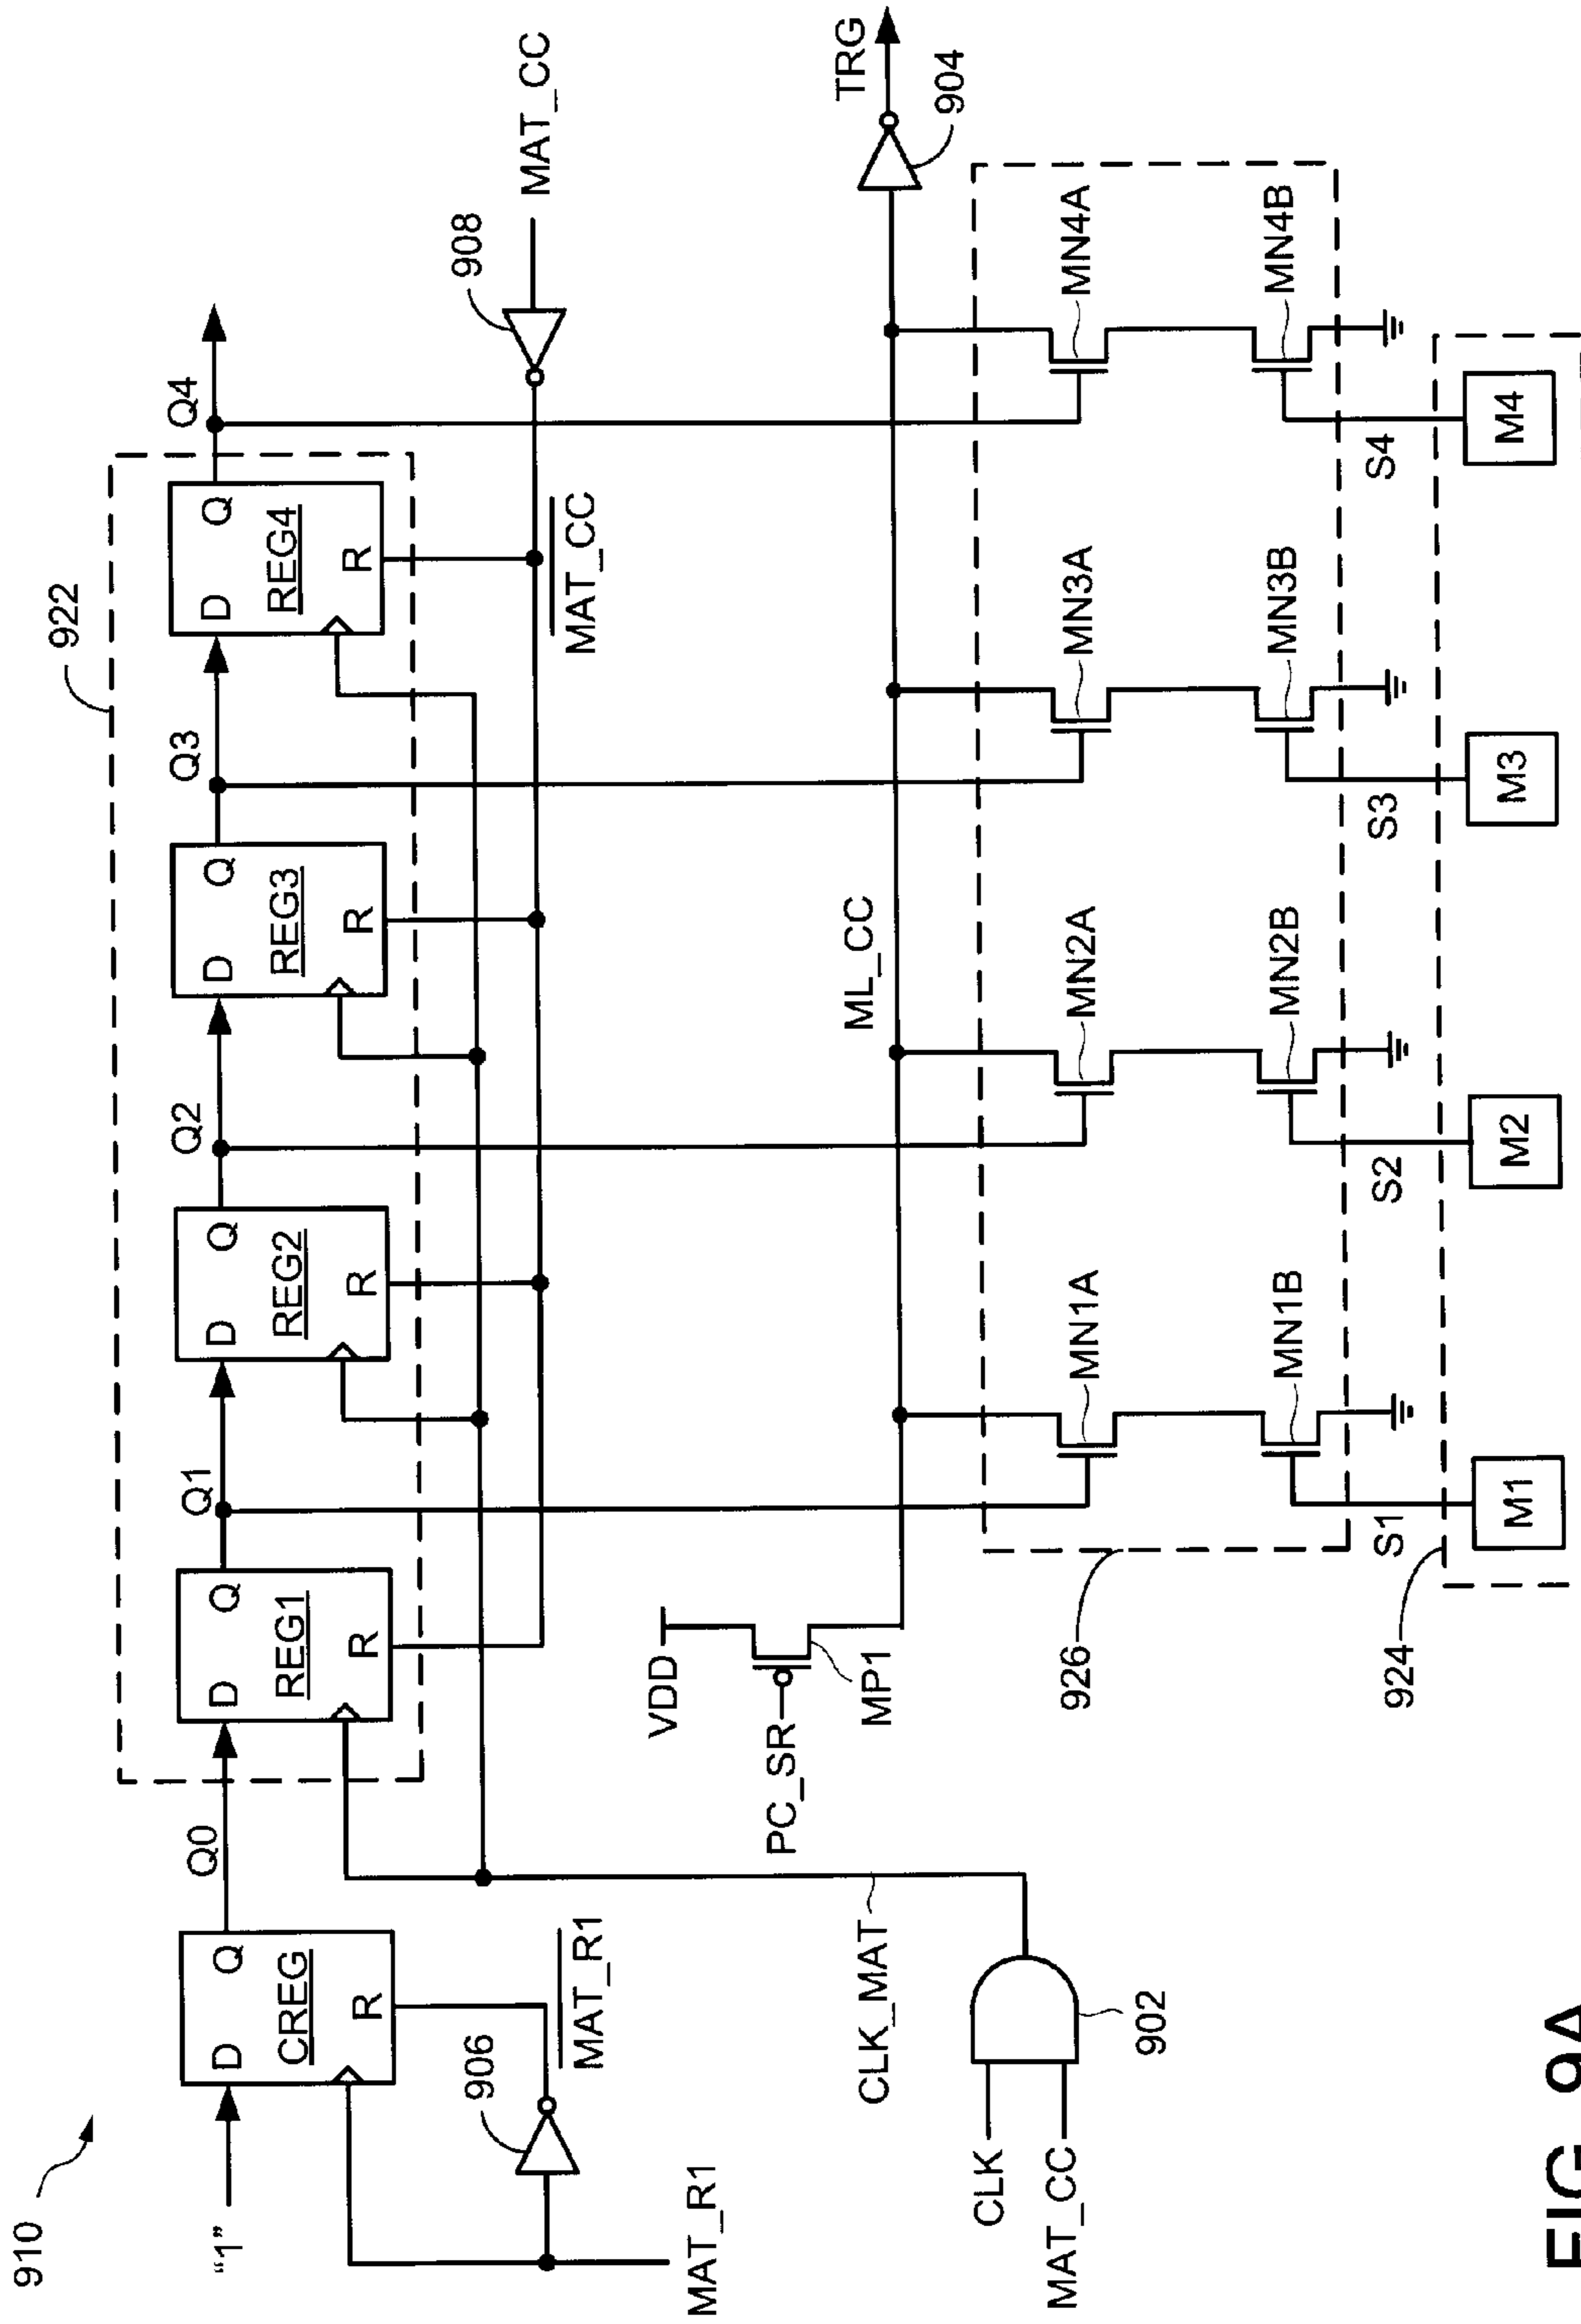 910
922
"1"
D
Q
CREG
R
Q0
D
Q
REG1
R
Q1
D
Q
REG2
R
Q2
D
Q
REG3
R
Q3
D
Q
REG4
R
Q4
906
MAT_R1
MAT_R1
908
MAT_CC
MAT_CC
CLK
MAT_CC
902
CLK_MAT
VDD
PC_SR
MP1
ML_CC
904
TRG
926
MN1A
MN2A
MN3A
MN4A
MN1B
MN2B
MN3B
MN4B
S1
S2
S3
S4
924
M1
M2
M3
M4
FIG. 9A